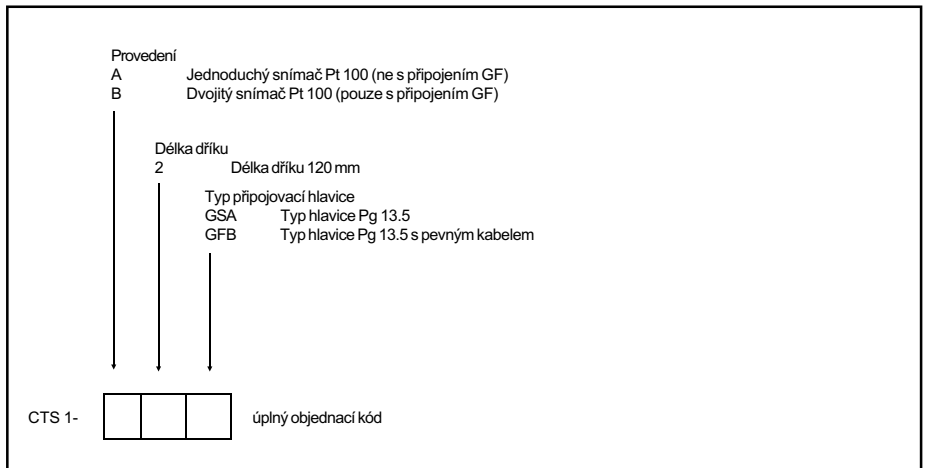 Provedení
A Jednoduchý snímač Pt 100 (ne s připojením GF)
B Dvojitý snímač Pt 100 (pouze s připojením GF)
Délka dříku
2 Délka dříku 120 mm
Typ připojovací hlavice
GSA Typ hlavice Pg 13.5
GFB Typ hlavice Pg 13.5 s pevným kabelem
CTS 1- úplný objednací kód